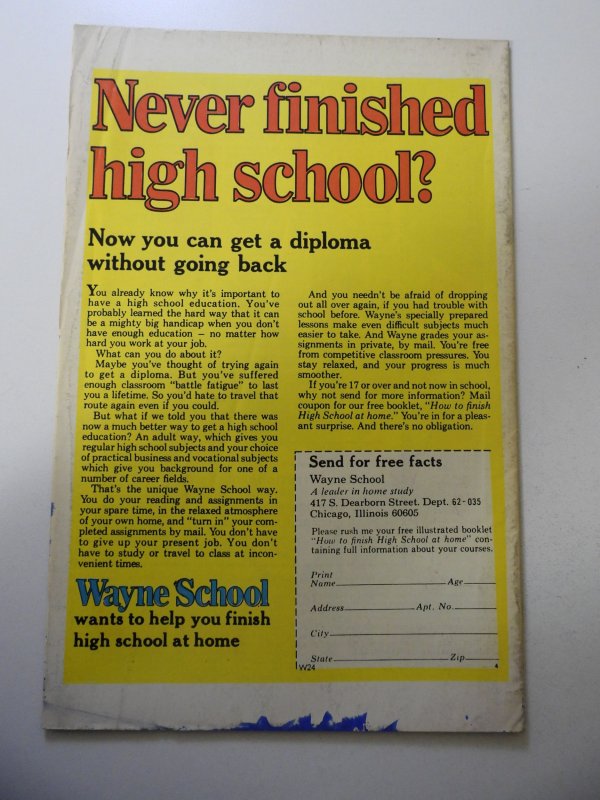 Never finished
high school?
Now you can get a diploma
without going back
You already know why it's important to
have a high school education. You've
probably learned the hard way that it can
be a mighty big handicap when you don't
have enough education – no matter how
hard you work at your job.
What can you do about it?
Maybe you've thought of trying again
to get a diploma. But you've suffered
enough classroom "battle fatigue" to last
you a lifetime. So you'd hate to travel that
route again even if you could.
But what if we told you that there was
now a much better way to get a high school
education? An adult way, which gives you
regular high school subjects and your choice
of practical business and vocational subjects
which give you background for one of a
number of career fields.
That's the unique Wayne School way.
You do your reading and assignments in
your spare time, in the relaxed atmosphere
of your own home, and "turn in" your com-
pleted assignments by mail. You don't have
to give up your present job. You don't
have to study or travel to class at incon-
venient times.
Wayne School
wants to help you finish
high school at home
And you needn't be afraid of dropping
out all over again, if you had trouble with
school before. Wayne's specially prepared
lessons make even difficult subjects much
easier to take. And Wayne grades your as-
signments in private, by mail. You're free
from competitive classroom pressures. You
stay relaxed, and your progress is much
smoother.
If you're 17 or over and not now in school,
why not send for more information? Mail
coupon for our free booklet, "How to finish
High School at home." You're in for a pleas-
ant surprise. And there's no obligation.
Send for free facts
Wayne School
A leader in home study
417 S. Dearborn Street. Dept. 62-035
Chicago, Illinois 60605
Please rush me your free illustrated booklet
"How to finish High School at home" con-
taining full information about your courses.
Print
Name Age
Address Apt. No.
City
State Zip
W24 4